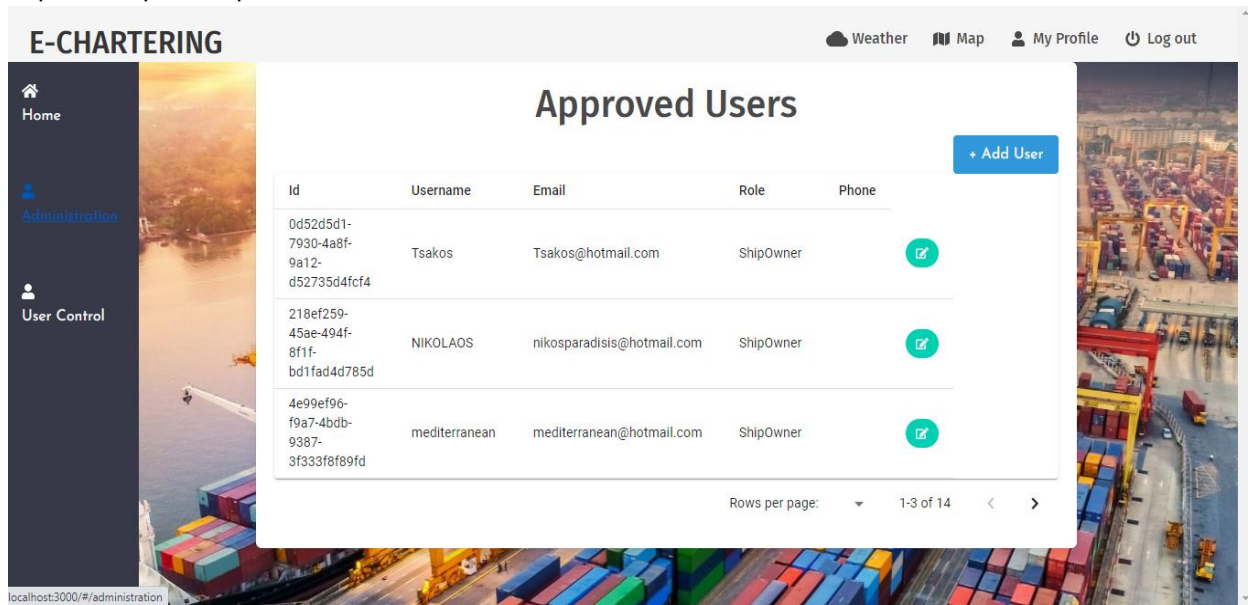 E-CHARTERING
Weather Map My Profile Log out
Home
Administration
User Control
Approved Users
+ Add User
Id Username Email Role Phone
0d52d5d1-
7930-4a8f-
9a12-
d52735d4fcf4
Tsakos Tsakos@hotmail.com ShipOwner
218ef259-
45ae-494f-
8f1f-
bd1fad4d785d
NIKOLAOS nikosparadisis@hotmail.com ShipOwner
4e99ef96-
f9a7-4bdb-
9387-
3f333f8f89fd
mediterranean mediterranean@hotmail.com ShipOwner
Rows per page: 1-3 of 14
localhost:3000/#/administration